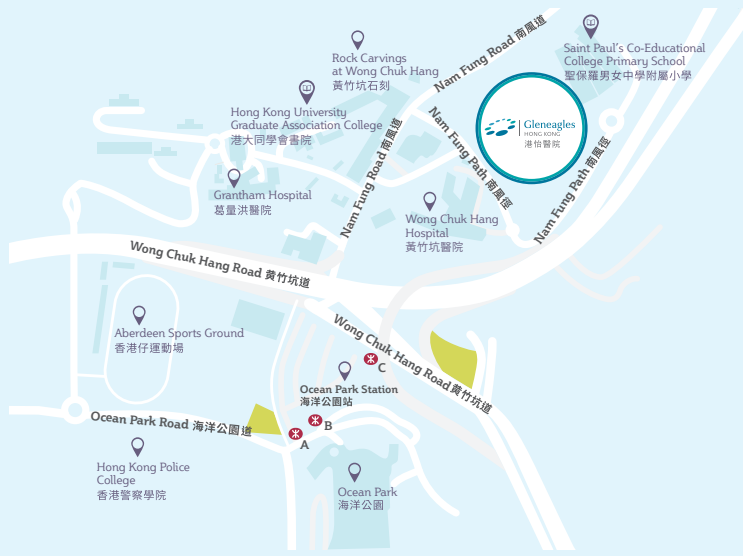 Nam Fung Road 南風道
Saint Paul's Co-Educational
College Primary School
聖保羅男女中學附屬小學
Rock Carvings
at Wong Chuk Hang
黃竹坑石刻
Hong Kong University
Graduate Association College
港大同學會書院
Nam Fung Road 南風道
Nam Fung Path 南風徑
Gleneagles
HONG KONG
港怡醫院
Nam Fung Path 南風徑
Grantham Hospital
葛量洪醫院
Wong Chuk Hang
Hospital
黃竹坑醫院
Wong Chuk Hang Road 黄竹坑道
Aberdeen Sports Ground
香港仔運動場
Wong Chuk Hang Road 黄竹坑道
C
Ocean Park Station
海洋公園站
B
A
Ocean Park Road 海洋公園道
Hong Kong Police
College
香港警察學院
Ocean Park
海洋公園